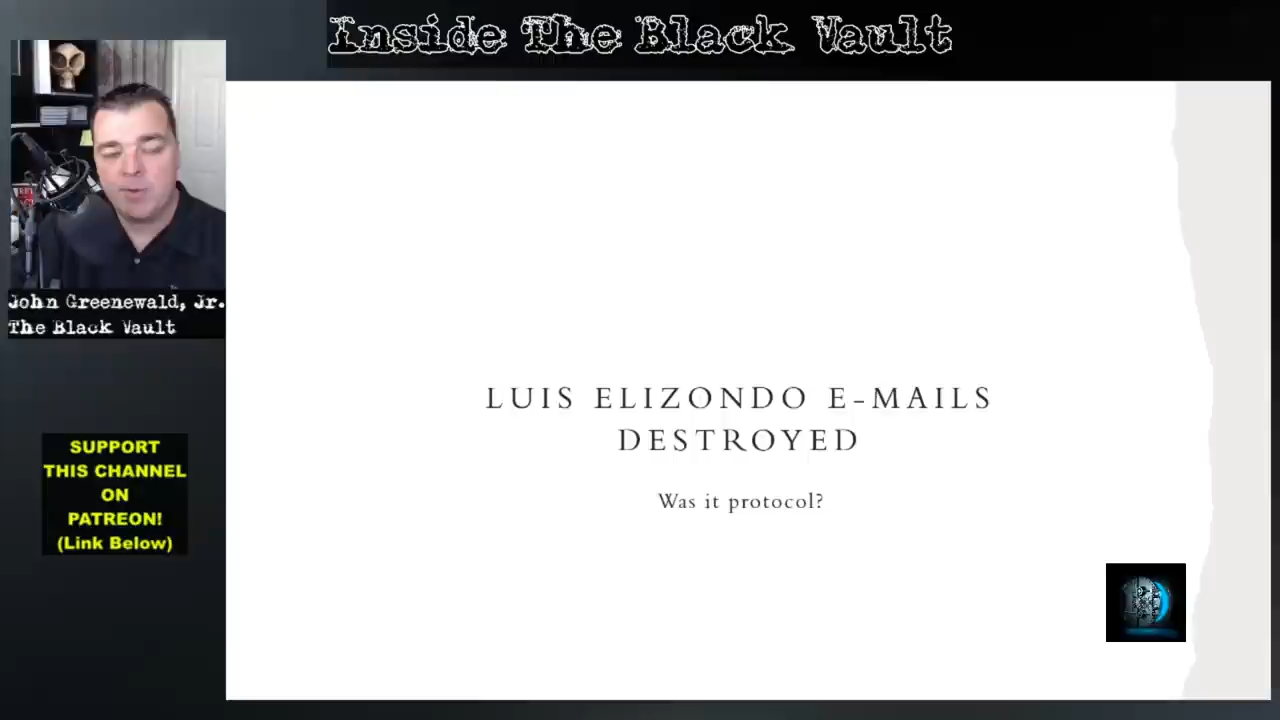 Inside The Black Vault
John Greenewald, Jr.
The Black Vault
SUPPORT
THIS CHANNEL
ON
PATREON!
(Link Below)
LUIS ELIZONDO E-MAILS
DESTROYED
Was it protocol?